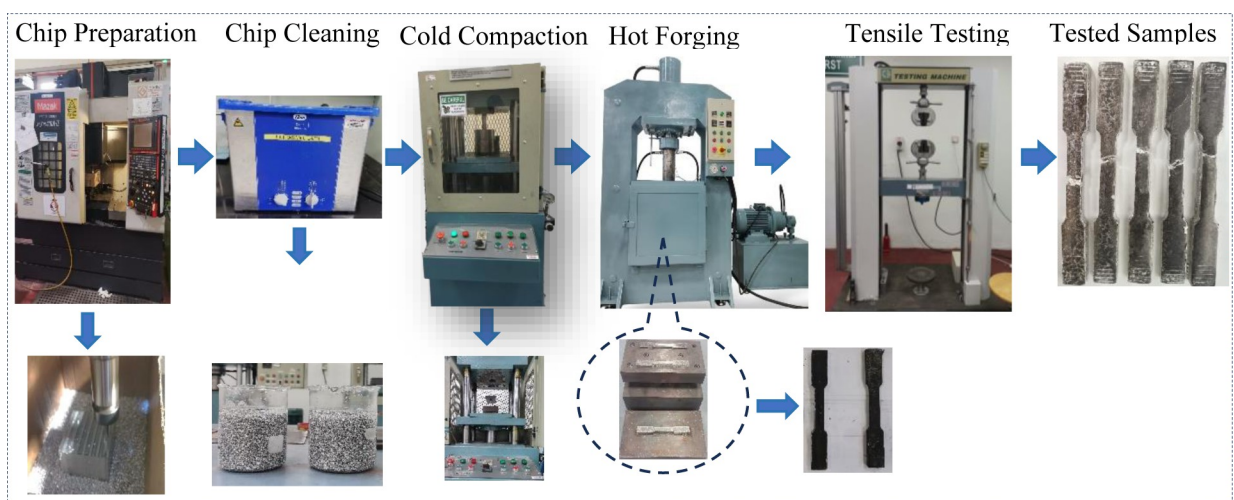 Chip Preparation
Chip Cleaning
Cold Compaction
Hot Forging
Tensile Testing
Tested Samples
TESTING MACHINE